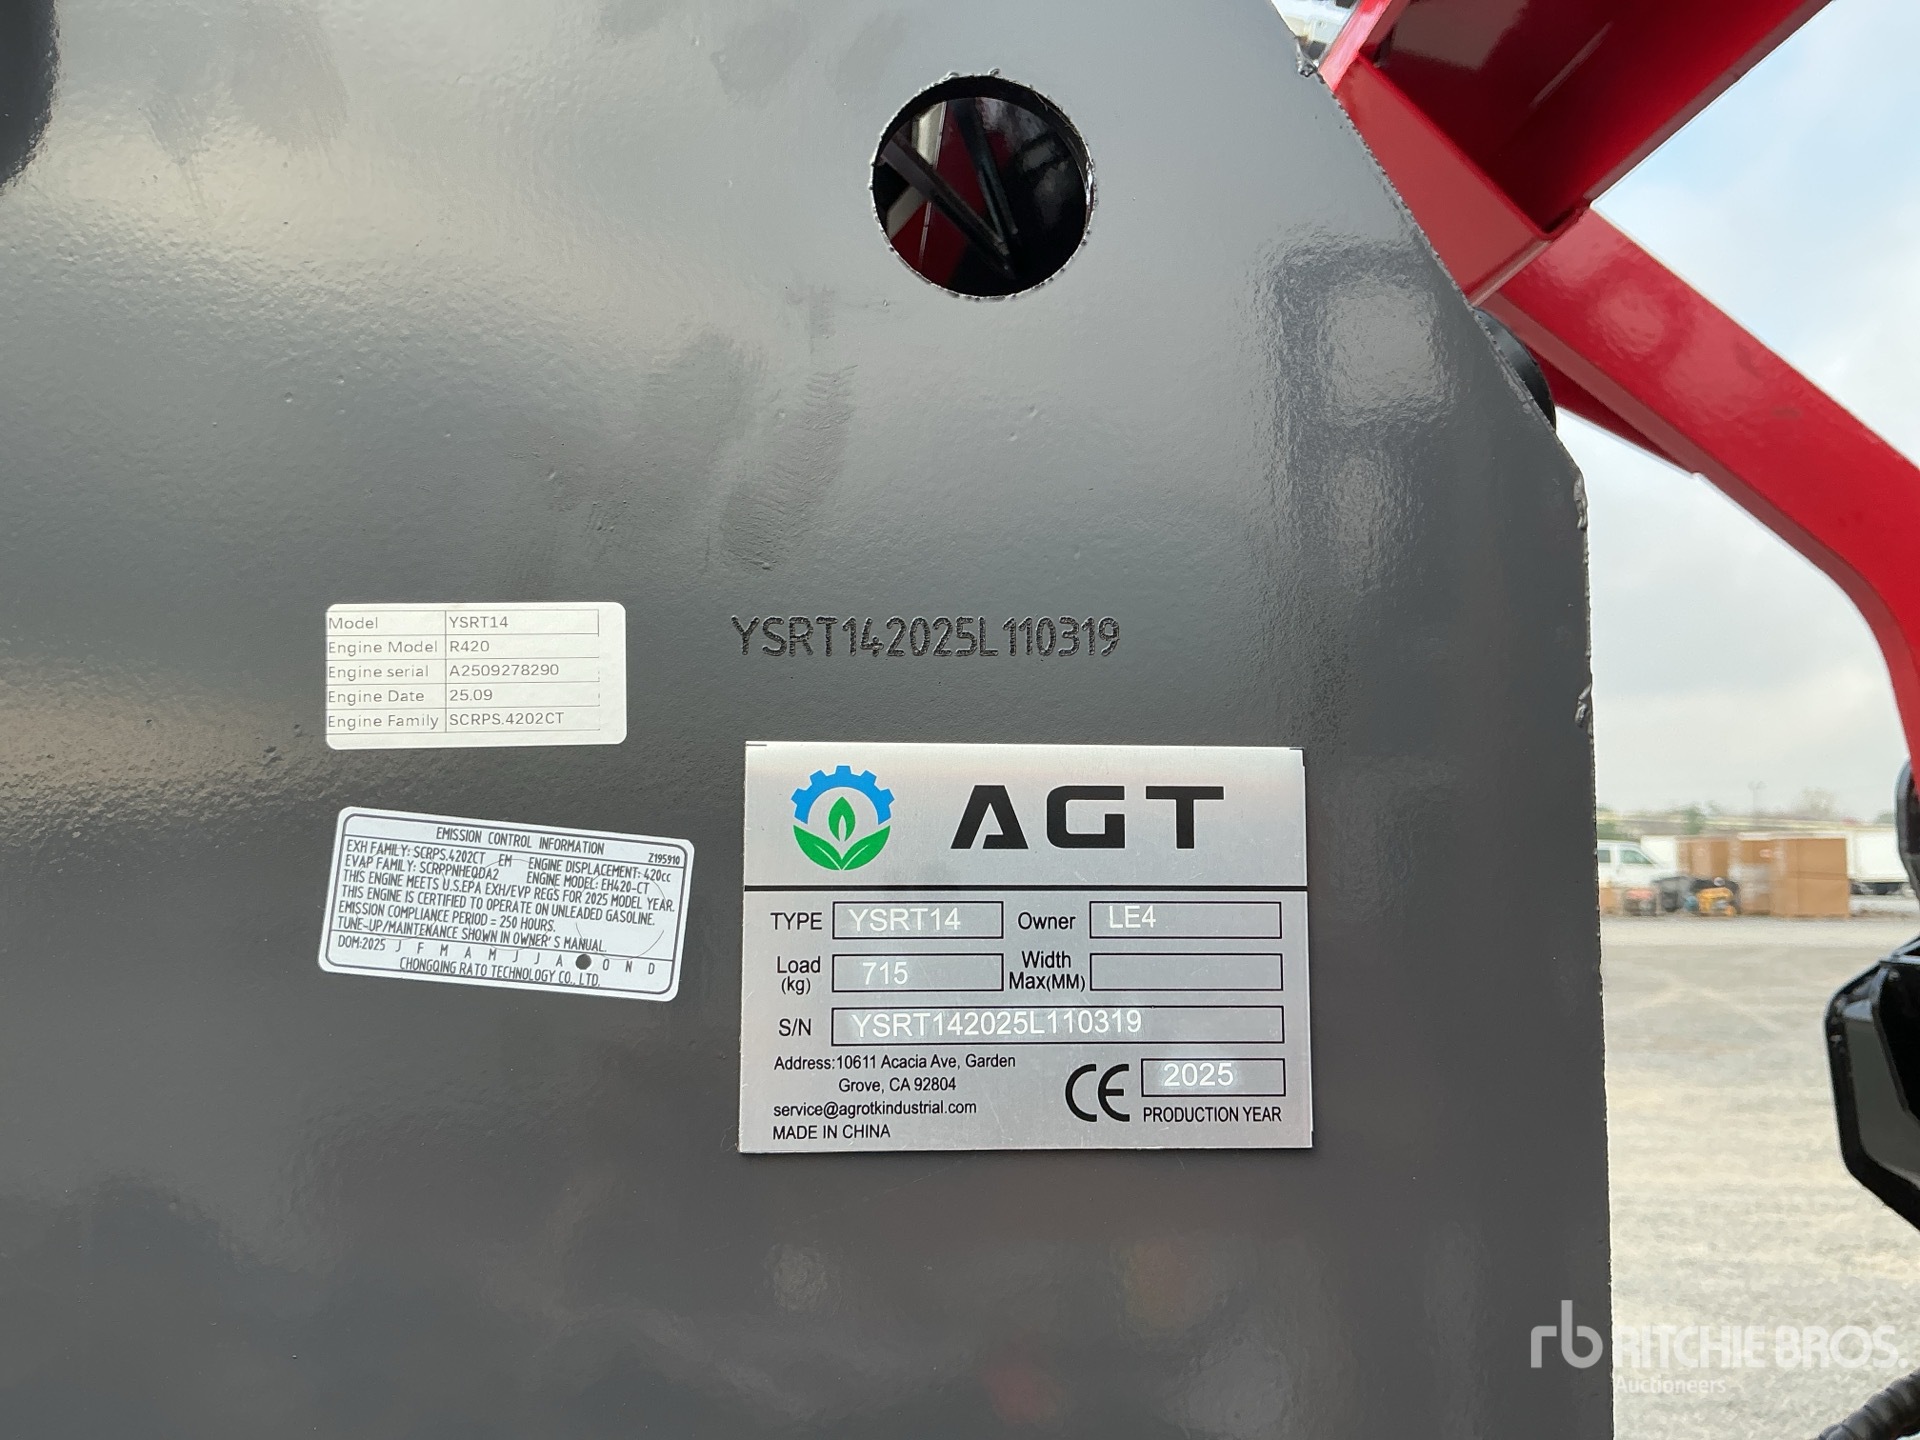 YSRT142025L110319
Model YSRT14
Engine Model R420
Engine serial A2509278290
Engine Date 25.09
Engine Family SCRPS.4202CT
EMISSION CONTROL INFORMATION
Z195910
EXH FAMILY: SCRPS.4202CT EM ENGINE DISPLACEMENT: 420cc
EVAP FAMILY: SCRPPNHEQDA2 ENGINE MODEL: EH420-CT
THIS ENGINE MEETS U.S.EPA EXH/EVP REGS FOR 2025 MODEL YEAR.
THIS ENGINE IS CERTIFIED TO OPERATE ON UNLEADED GASOLINE.
EMISSION COMPLIANCE PERIOD = 250 HOURS.
TUNE-UP/MAINTENANCE SHOWN IN OWNER'S MANUAL.
DOM:2025 J F M A M J J A O N D
CHONGQING RATO TECHNOLOGY CO., LTD.
AGT
TYPE YSRT14 Owner LE4
Load (kg) 715 Width Max(MM)
S/N YSRT142025L110319
Address:10611 Acacia Ave, Garden
Grove, CA 92804
service@agrotkindustrial.com
MADE IN CHINA
CE 2025
PRODUCTION YEAR
rb RITCHIE BROS.
Auctioneers